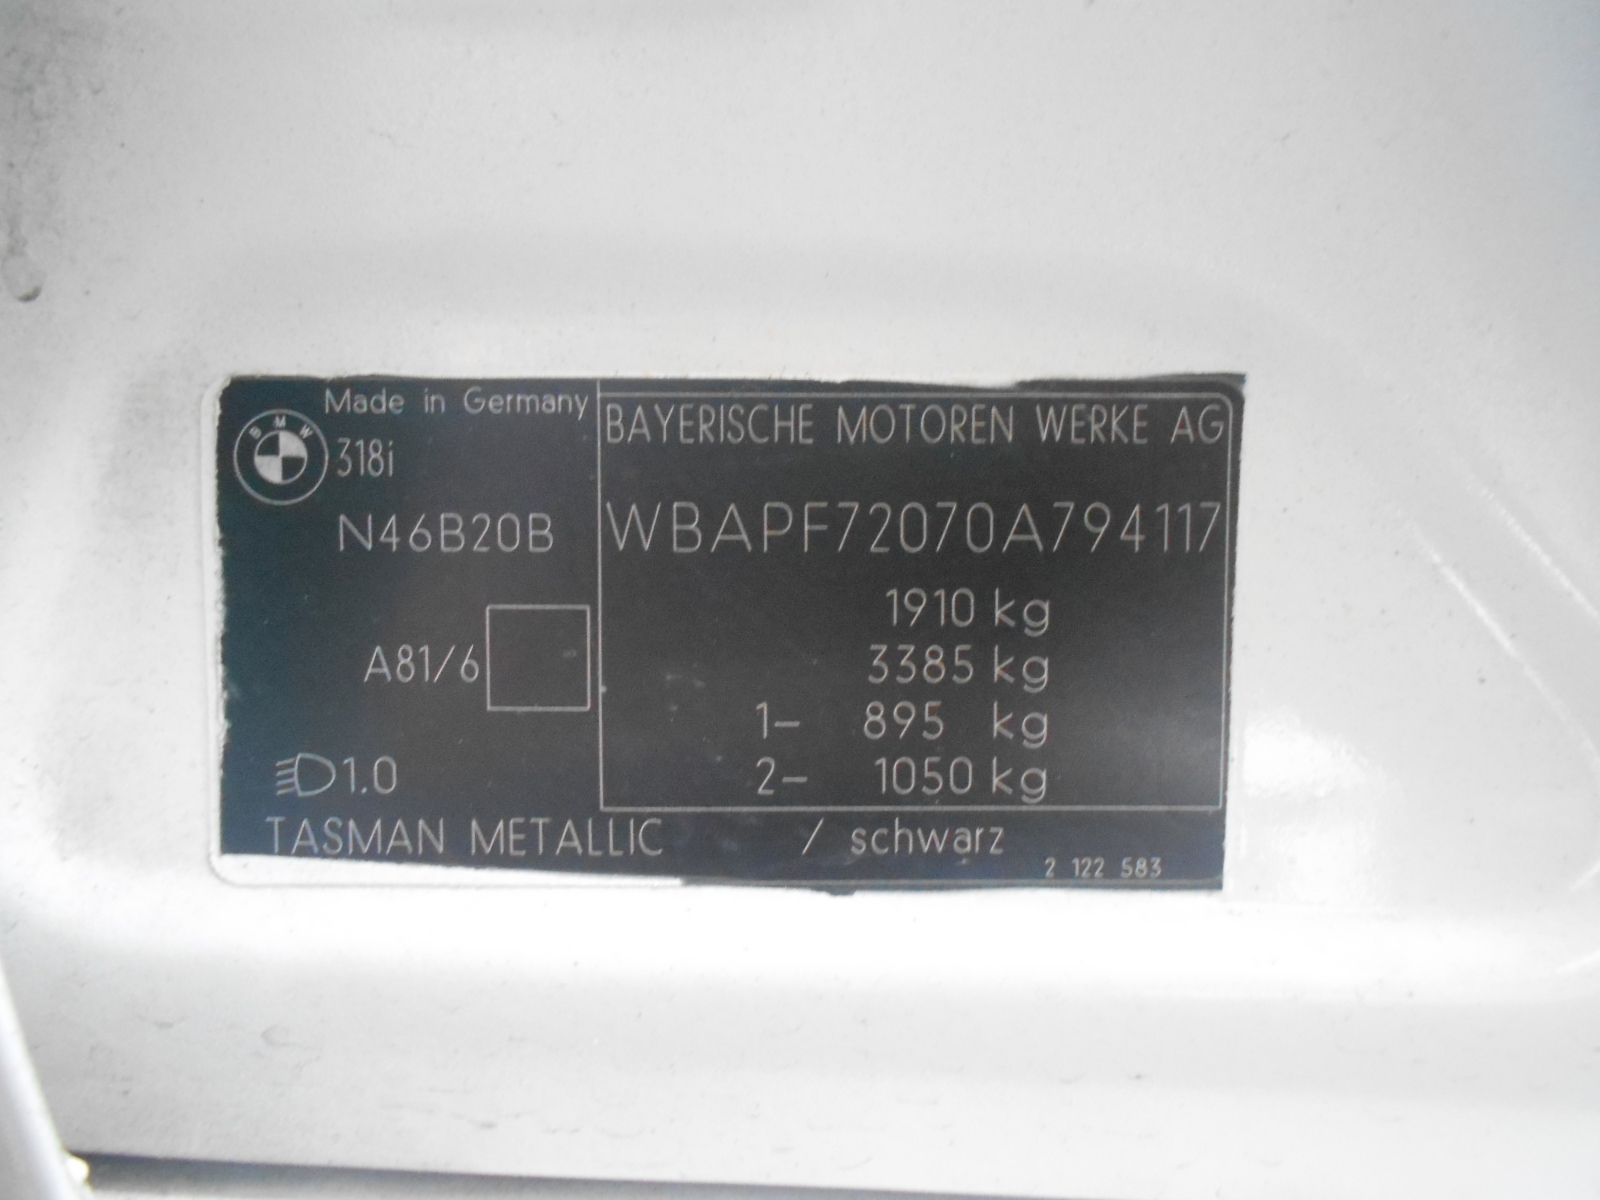 Made in Germany
BMW
318i
N46B20B
A81/6
1.0
BAYERISCHE MOTOREN WERKE AG
WBAPF72070A794117
1910 kg
3385 kg
1- 895 kg
2- 1050 kg
TASMAN METALLIC / schwarz
2 122 583